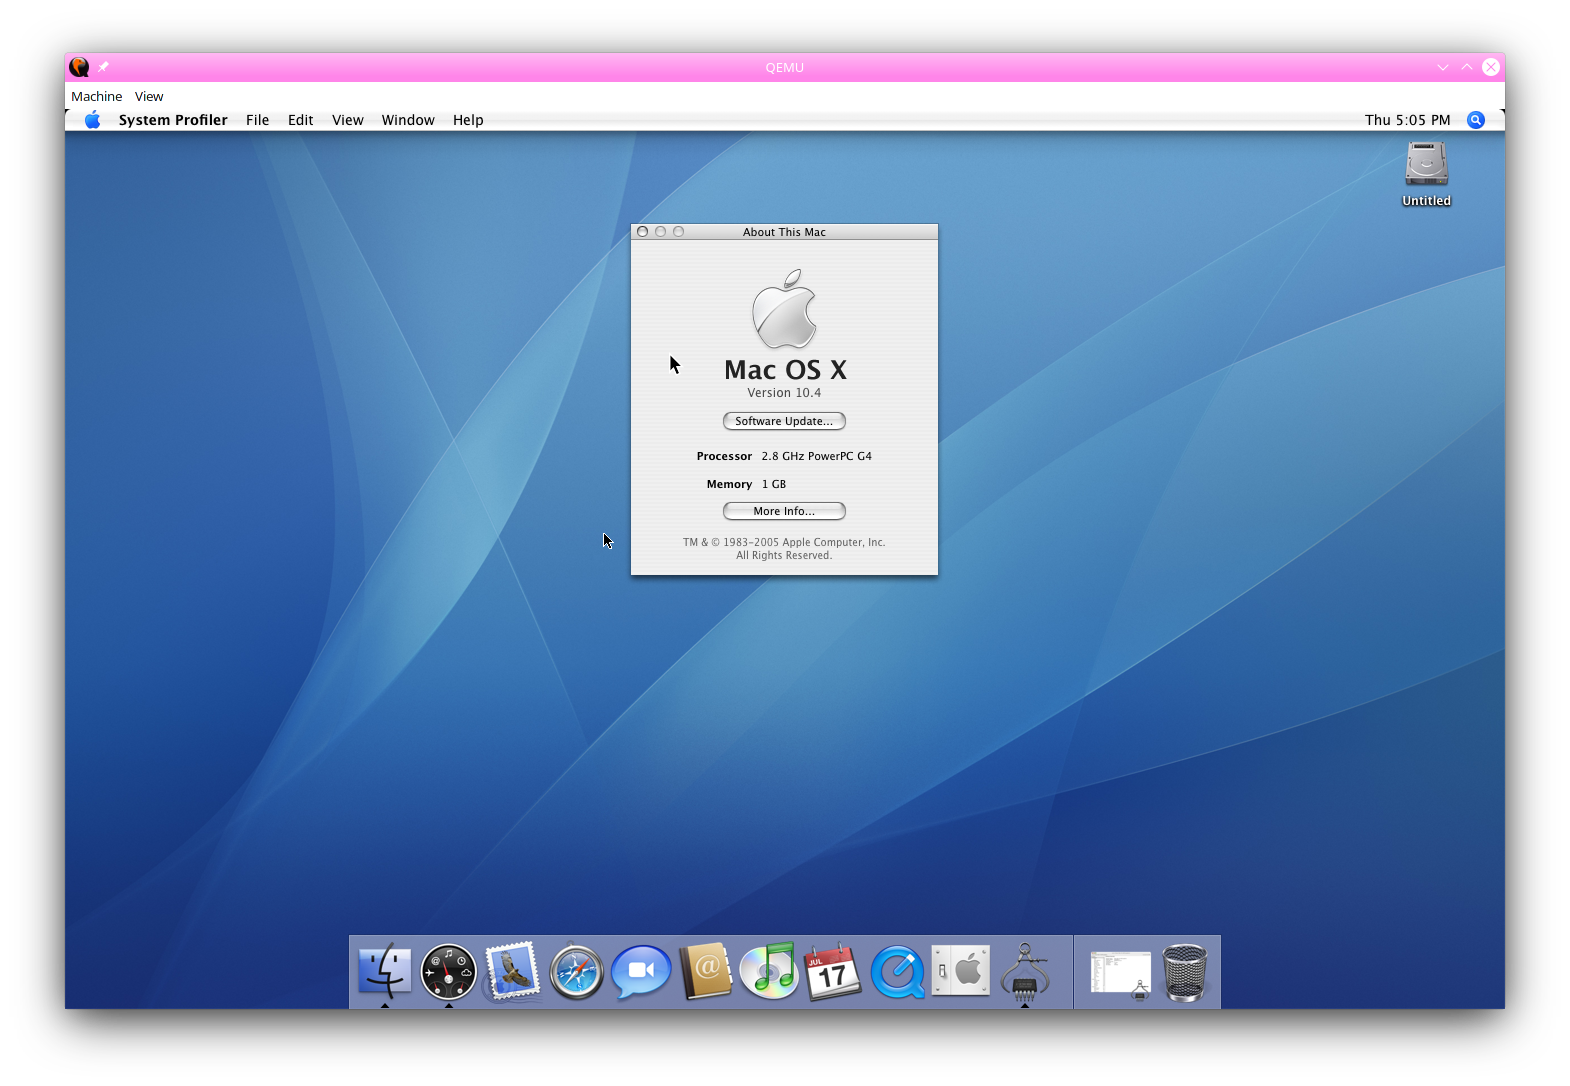 QEMU
Machine View
System Profiler File Edit View Window Help Thu 5:05 PM
Untitled
About This Mac
Mac OS X
Version 10.4
Software Update...
Processor 2.8 GHz PowerPC G4
Memory 1 GB
More Info...
TM & © 1983-2005 Apple Computer, Inc.
All Rights Reserved.
@
JUL
17